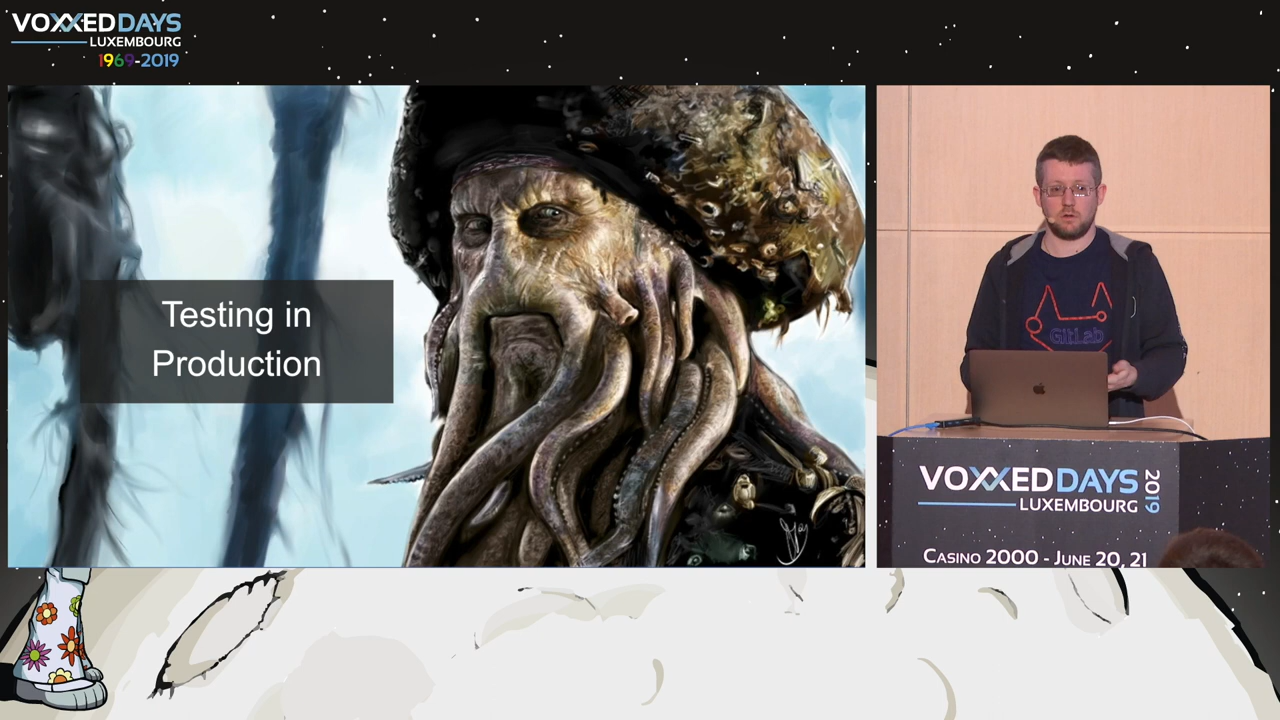 VOXXED DAYS
LUXEMBOURG
1969-2019
Testing in
Production
GitLab
VOXXED DAYS
LUXEMBOURG
2019
CASINO 2000 - JUNE 20, 21